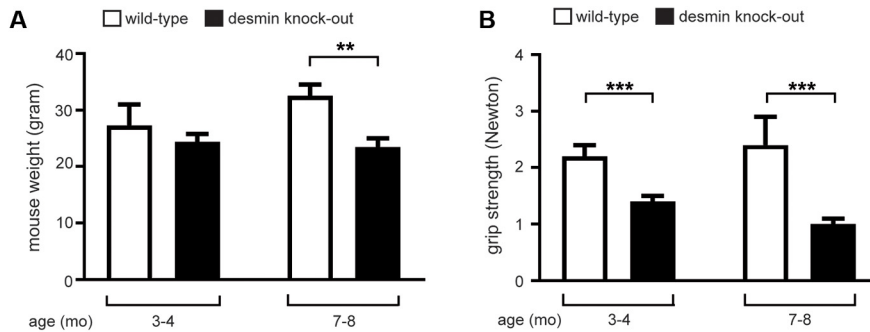 A
wild-type desmin knock-out
mouse weight (gram)
40
30
20
10
0
**
age (mo) 3-4 7-8
B
wild-type desmin knock-out
grip strength (Newton)
4
3
2
1
0
*** ***
age (mo) 3-4 7-8